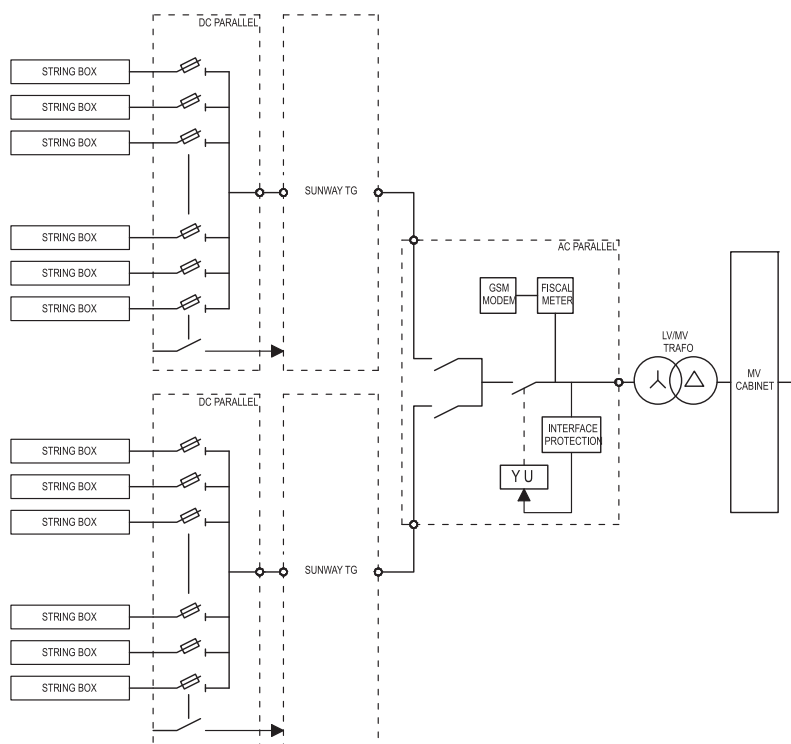 DC PARALLEL
STRING BOX
STRING BOX
STRING BOX
SUNWAY TG
STRING BOX
STRING BOX
STRING BOX
AC PARALLEL
GSM
MODEM
FISCAL
METER
LV/MV
TRAFO
MV
CABINET
INTERFACE
PROTECTION
Y U
DC PARALLEL
STRING BOX
STRING BOX
STRING BOX
SUNWAY TG
STRING BOX
STRING BOX
STRING BOX